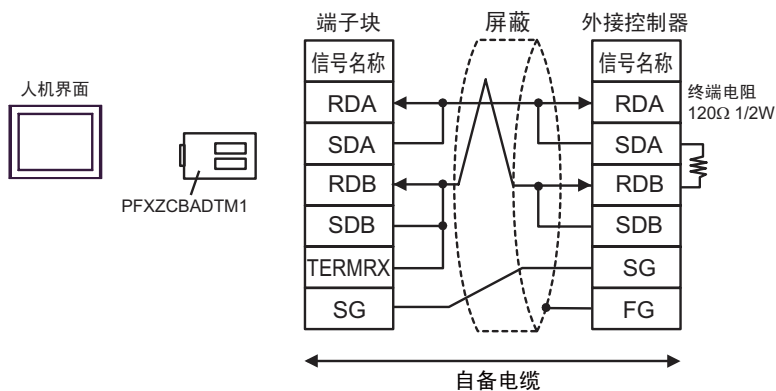 端子块
屏蔽
外接控制器
人机界面
PFXZCBADTM1
信号名称
RDA
SDA
RDB
SDB
TERMRX
SG
信号名称
RDA
SDA
RDB
SDB
SG
FG
终端电阻
120Ω 1/2W
自备电缆